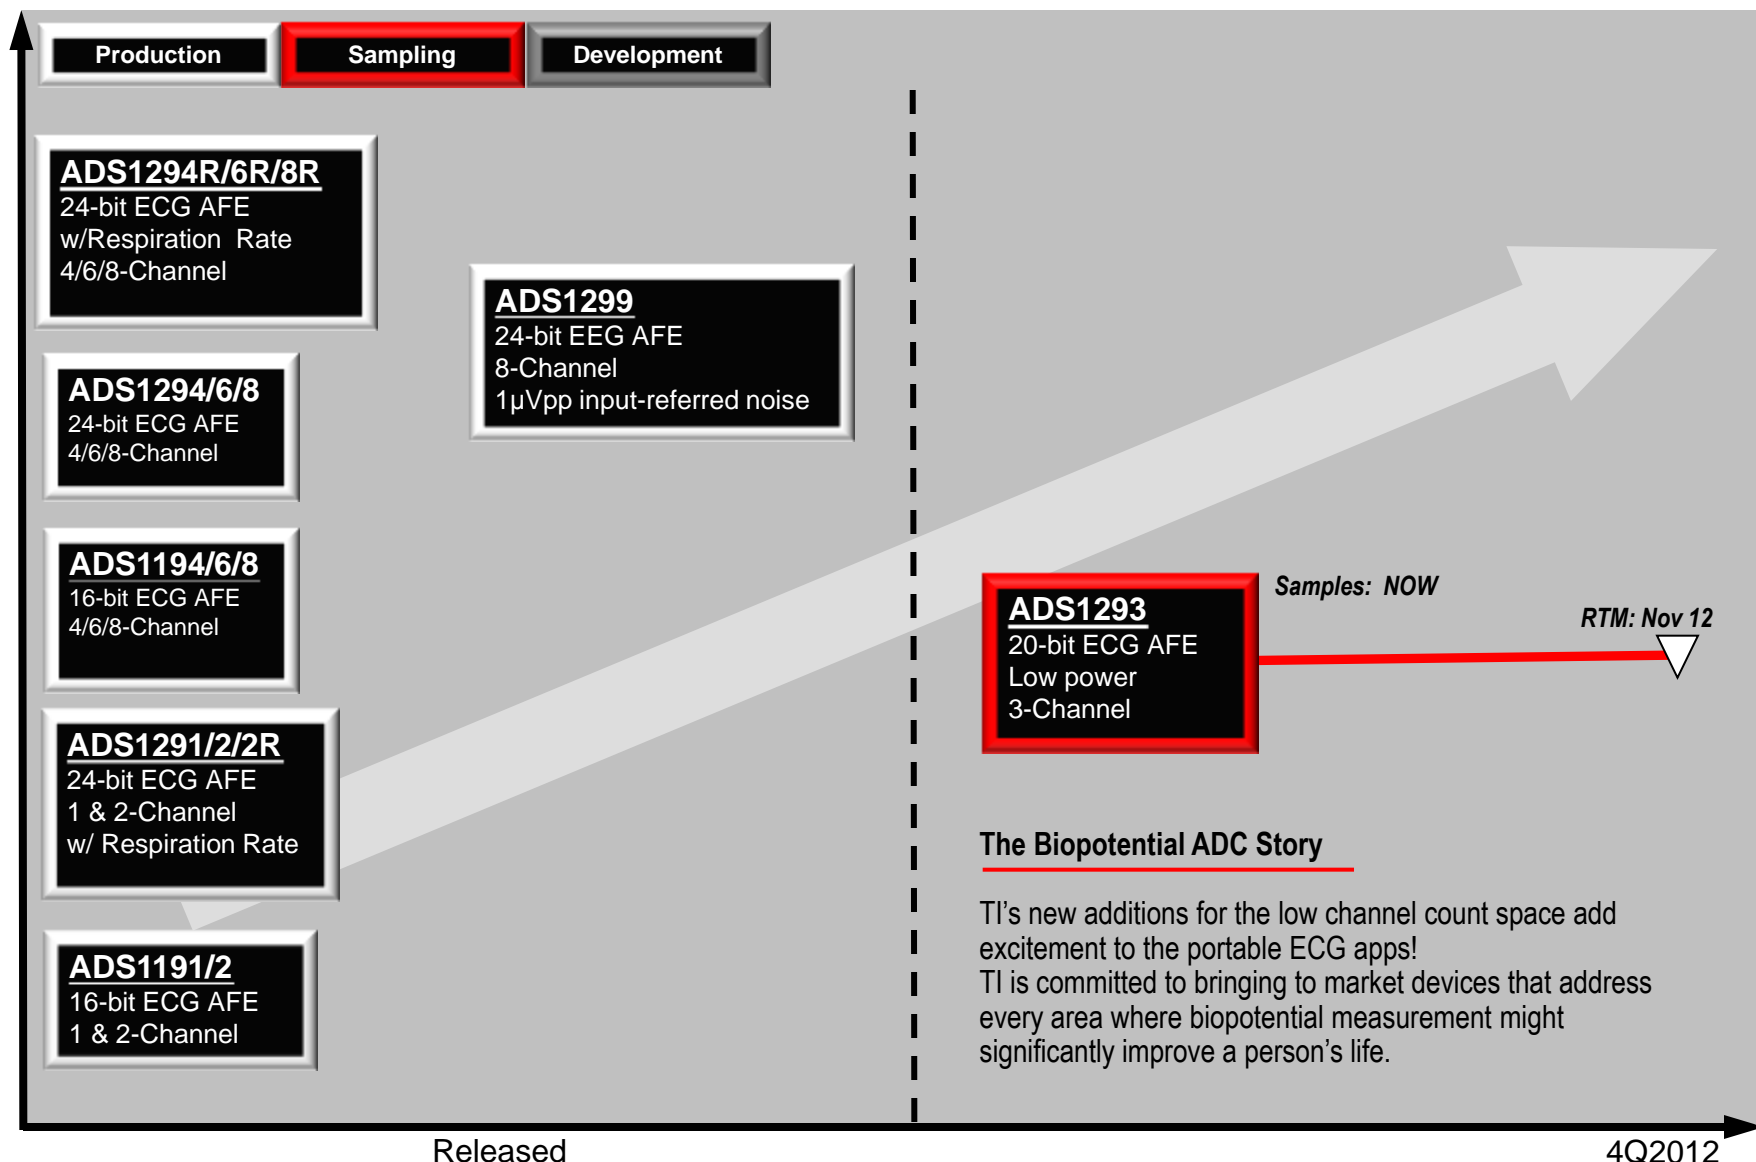 Production
Sampling
Development
ADS1294R/6R/8R
24-bit ECG AFE
w/Respiration Rate
4/6/8-Channel
ADS1299
24-bit EEG AFE
8-Channel
1µVpp input-referred noise
ADS1294/6/8
24-bit ECG AFE
4/6/8-Channel
ADS1194/6/8
16-bit ECG AFE
4/6/8-Channel
ADS1293
20-bit ECG AFE
Low power
3-Channel
Samples: NOW
RTM: Nov 12
ADS1291/2/2R
24-bit ECG AFE
1 & 2-Channel
w/ Respiration Rate
ADS1191/2
16-bit ECG AFE
1 & 2-Channel
The Biopotential ADC Story
TI’s new additions for the low channel count space add
excitement to the portable ECG apps!
TI is committed to bringing to market devices that address
every area where biopotential measurement might
significantly improve a person’s life.
Released
4Q2012